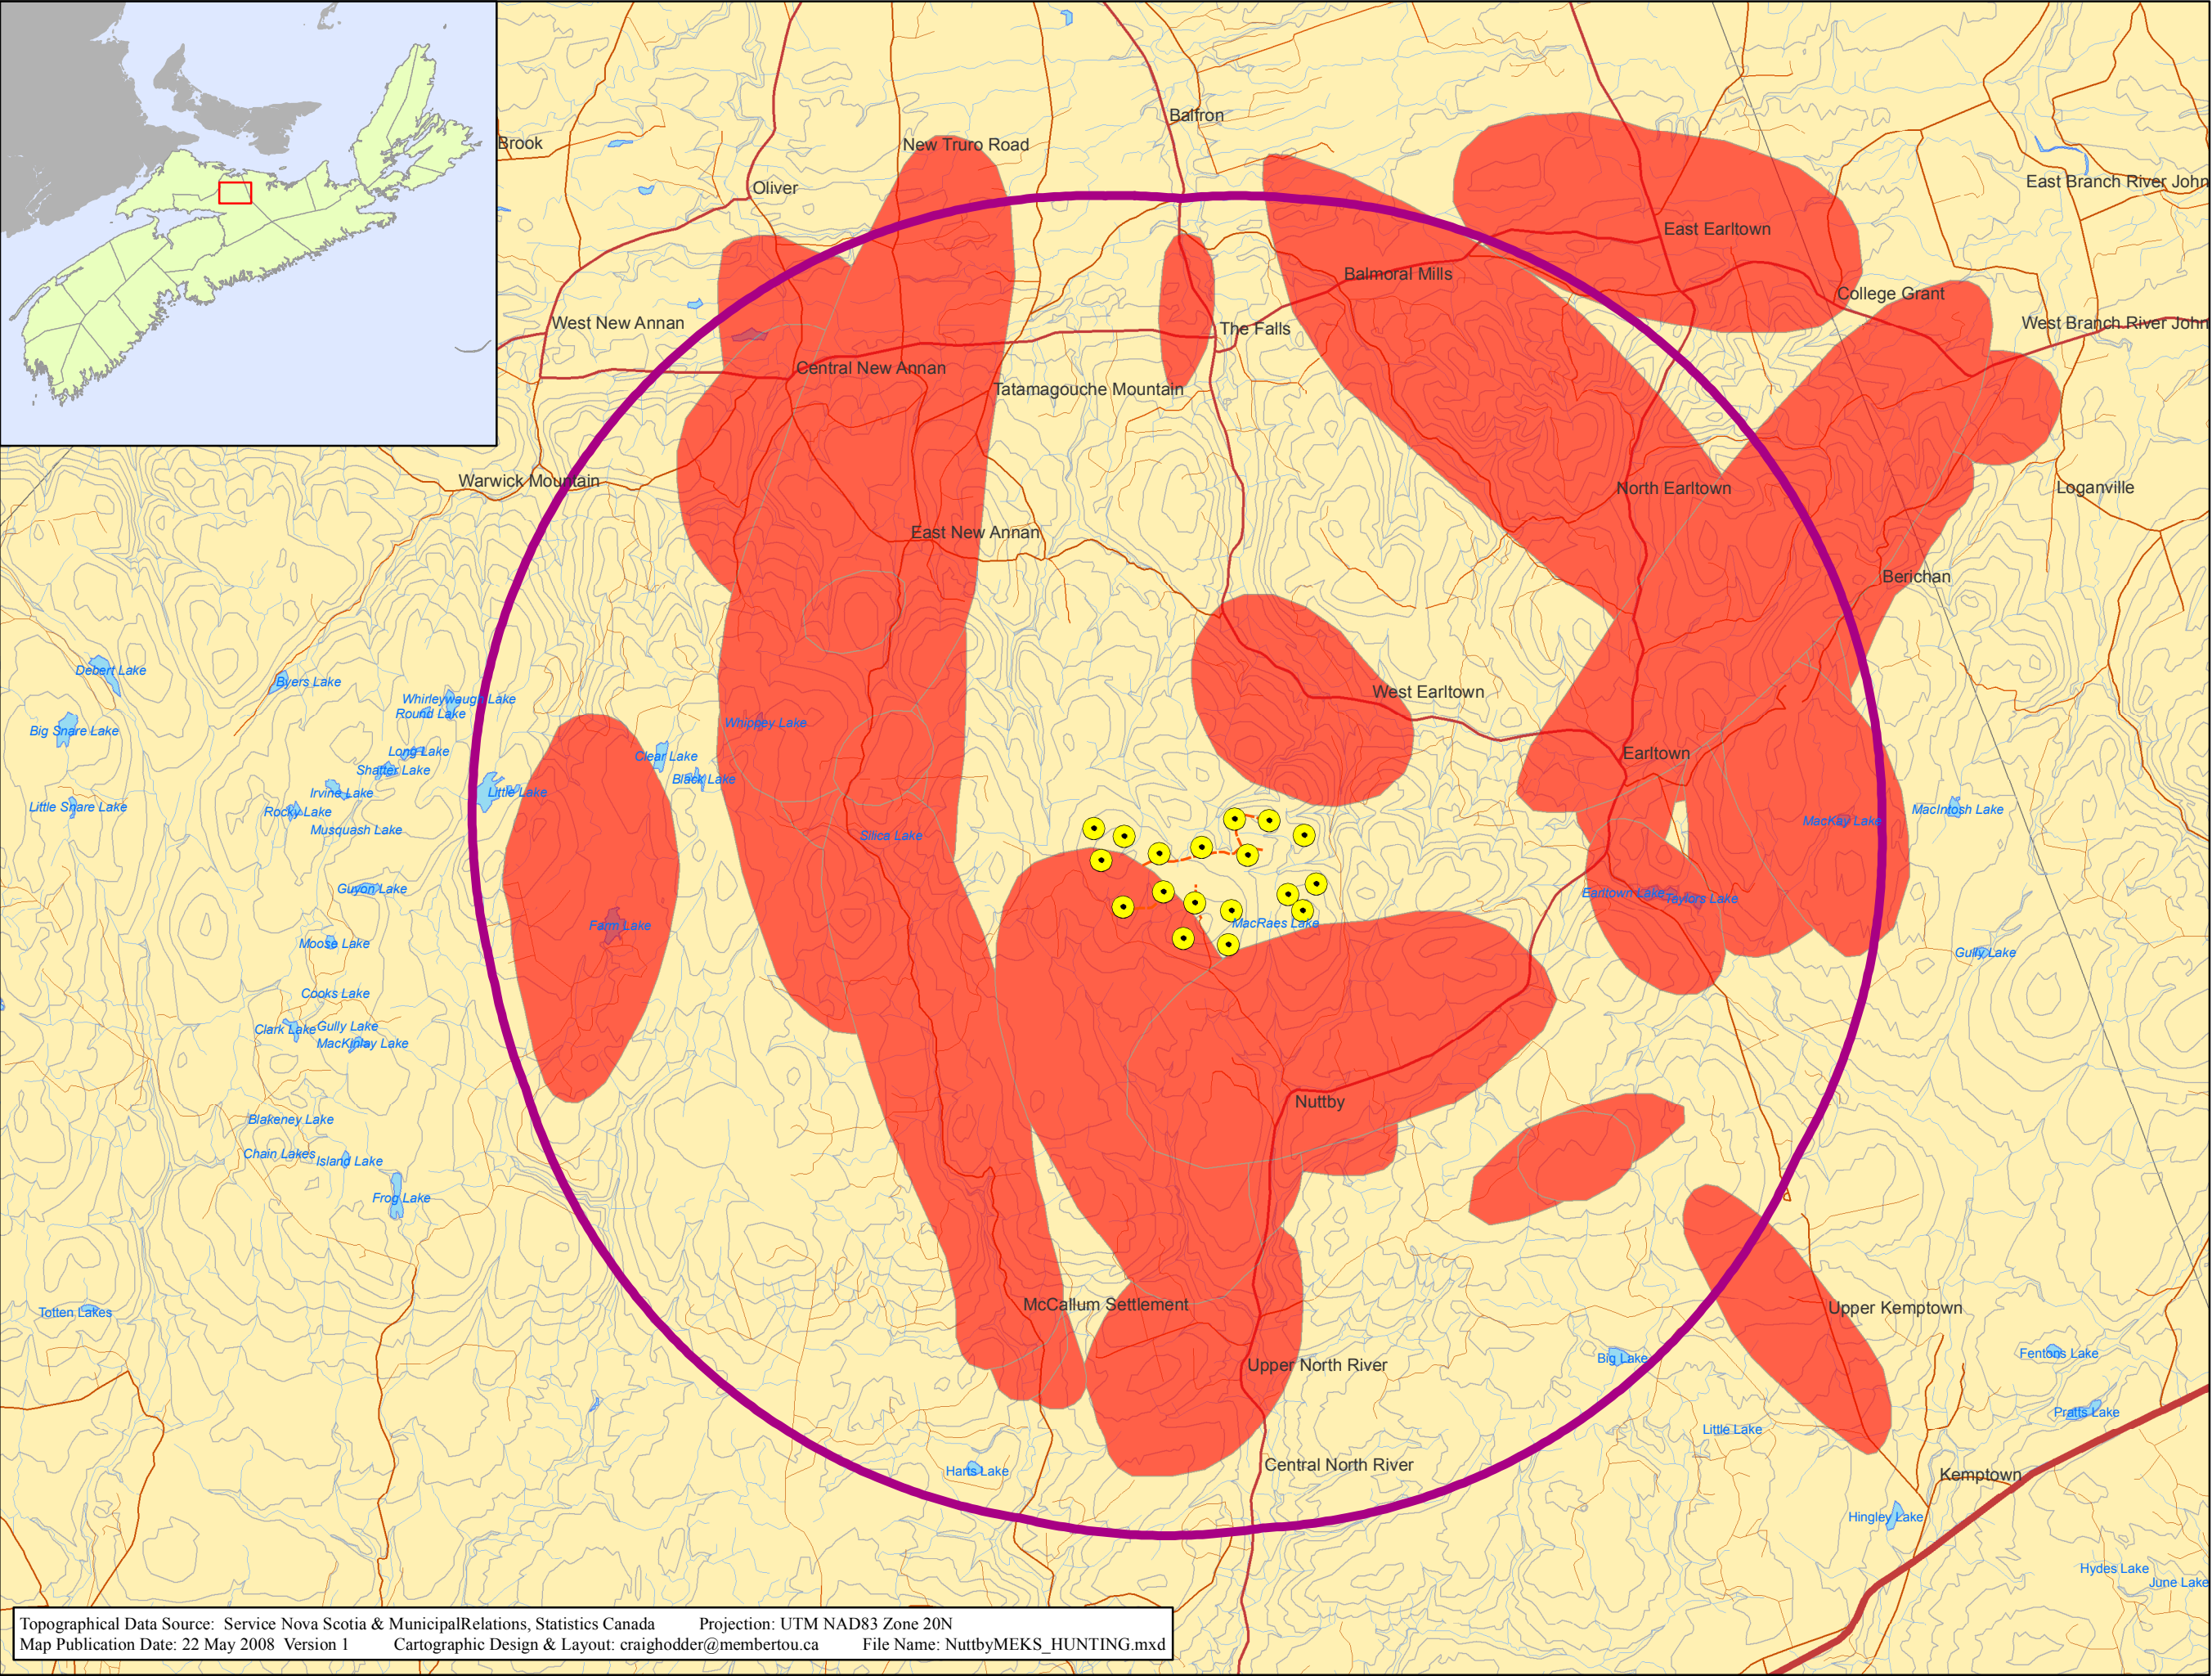 Balfron
Brook
New Truro Road
East Branch River John
Oliver
East Earltown
Balmoral Mills
College Grant
West New Annan
The Falls
West Branch River John
Central New Annan
Tatamagouche Mountain
Warwick Mountain
North Earltown
Loganville
East New Annan
Berichan
Debert Lake
Byers Lake
Whirleywaugh Lake
Round Lake
West Earltown
Big Snare Lake
Whippey Lake
Long Lake
Clear Lake
Earltown
Shatter Lake
Black Lake
Irvine Lake
Little Lake
Little Snare Lake
Rocky Lake
MacIntosh Lake
Musquash Lake
Silica Lake
MacKay Lake
Guyon Lake
Earltown Lake
Taylors Lake
Farm Lake
MacRaes Lake
Moose Lake
Gully Lake
Cooks Lake
Clark Lake
Gully Lake
MacKinlay Lake
Nuttby
Blakeney Lake
Chain Lakes
Island Lake
Frog Lake
McCallum Settlement
Upper Kemptown
Totten Lakes
Upper North River
Big Lake
Fentons Lake
Pratts Lake
Little Lake
Harts Lake
Central North River
Kemptown
Hingley Lake
Hydes Lake
June Lake
Topographical Data Source: Service Nova Scotia & MunicipalRelations, Statistics Canada Projection: UTM NAD83 Zone 20N
Map Publication Date: 22 May 2008 Version 1 Cartographic Design & Layout: craighodder@membertou.ca File Name: NuttbyMEKS_HUNTING.mxd